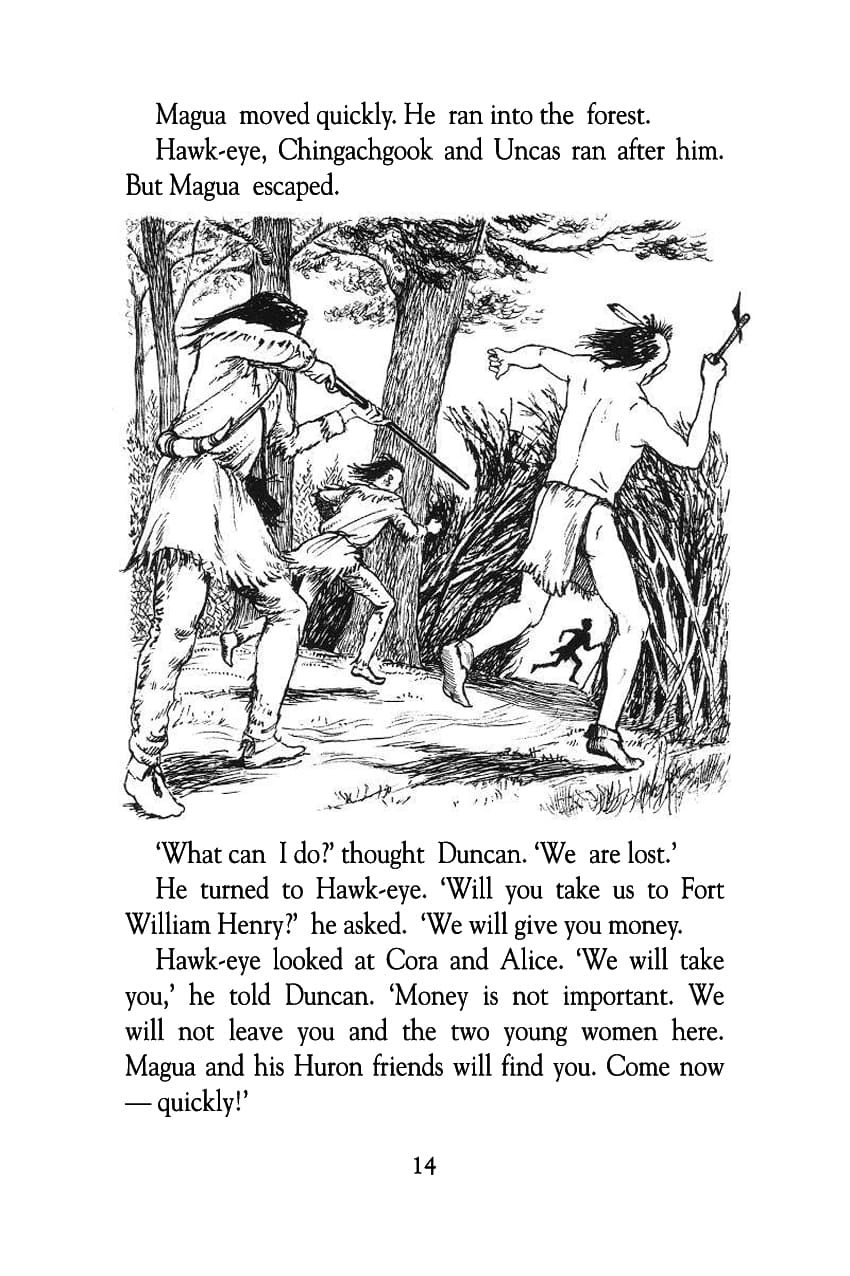 Magua moved quickly. He ran into the forest.
Hawk-eye, Chingachgook and Uncas ran after him.
But Magua escaped.
‘What can I do?’ thought Duncan. ‘We are lost.’
He turned to Hawk-eye. ‘Will you take us to Fort
William Henry?’ he asked. ‘We will give you money.
Hawk-eye looked at Cora and Alice. ‘We will take
you,’ he told Duncan. ‘Money is not important. We
will not leave you and the two young women here.
Magua and his Huron friends will find you. Come now
— quickly!’
14